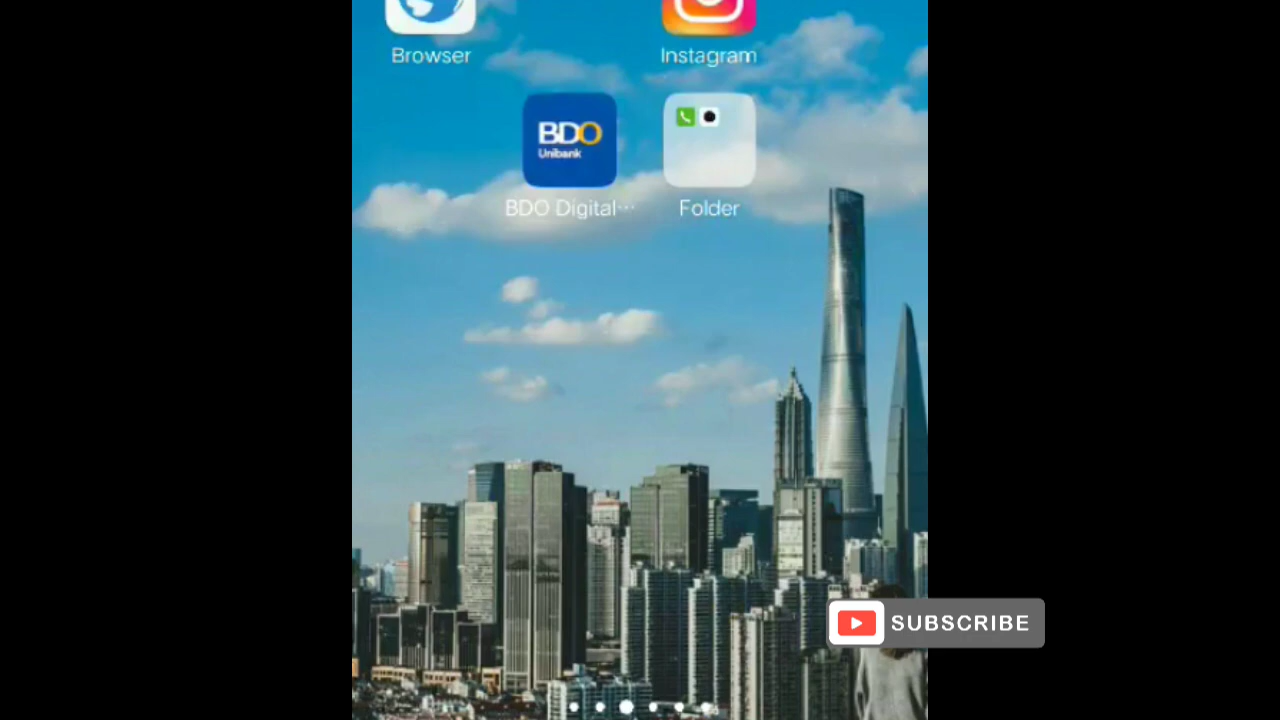 Browser
Instagram
BDO
Unibank
BDO Digital···
Folder
SUBSCRIBE